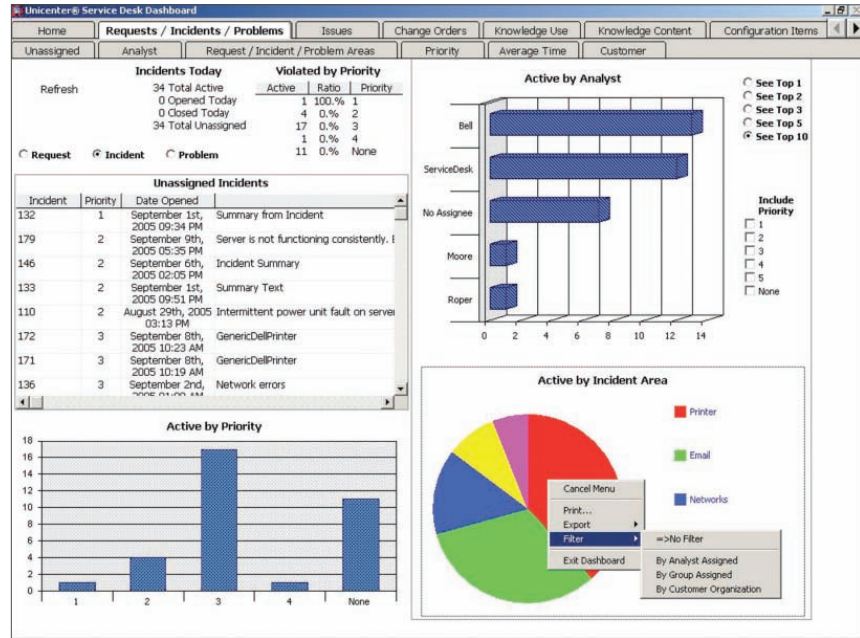 Unicenter® Service Desk Dashboard
Home Requests / Incidents / Problems Issues Change Orders Knowledge Use Knowledge Content Configuration Items
Unassigned Analyst Request / Incident / Problem Areas Priority Average Time Customer
Refresh
Incidents Today
34 Total Active
0 Opened Today
0 Closed Today
34 Total Unassigned
Violated by Priority
Active Ratio Priority
1 100.% 1
4 0.% 2
17 0.% 3
1 0.% 4
11 0.% None
Request Incident Problem
Unassigned Incidents
Incident Priority Date Opened
132 1 September 1st, 2005 09:34 PM Summary from Incident
179 2 September 9th, 2005 05:35 PM Server is not functioning consistently.
146 2 September 6th, 2005 02:05 PM Incident Summary
133 2 September 1st, 2005 09:51 PM Summary Text
110 2 August 29th, 2005 03:13 PM Intermittent power unit fault on server
172 3 September 8th, 2005 10:23 AM GenericDellPrinter
171 3 September 8th, 2005 10:19 AM GenericDellPrinter
136 3 September 2nd, Network errors
Active by Priority
18
16
14
12
10
8
6
4
2
0
1 2 3 4 None
Active by Analyst
Bell
ServiceDesk
No Assignee
Moore
Roper
0 2 4 6 8 10 12 14
See Top 1
See Top 2
See Top 3
See Top 5
See Top 10
Include
Priority
1
2
3
4
5
None
Active by Incident Area
Printer
Email
Networks
Cancel Menu
Print...
Export
Filter
Exit Dashboard
=>No Filter
By Analyst Assigned
By Group Assigned
By Customer Organization